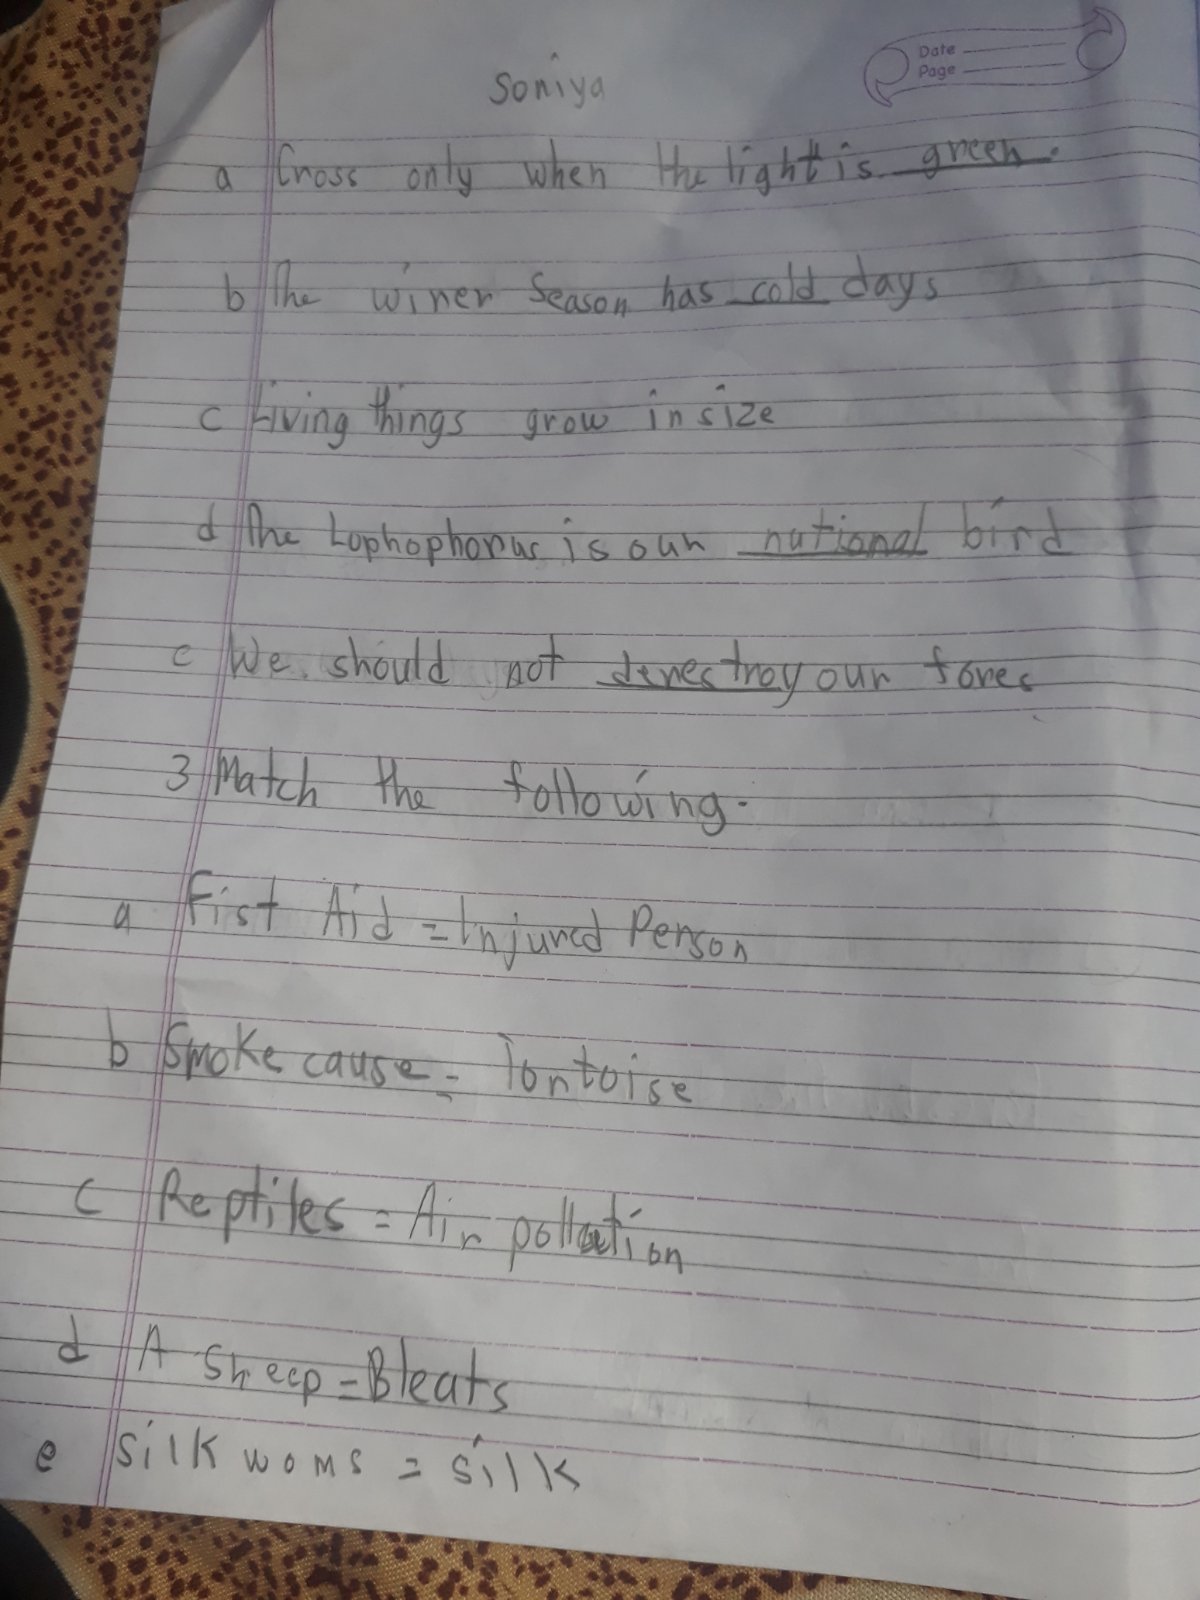 Date
Page
Soniya
a Cross only when the light is green.
b The winer Season has cold days
c Living things grow in size
d The Lophophorus is our national bird
e We should not derestroy our fores
3 Match the following.
a Fist Aid = Injured Person
b Smoke cause = Tortoise
c Reptiles = Air pollution
d A Sheep = Bleats
e silk woms = silk